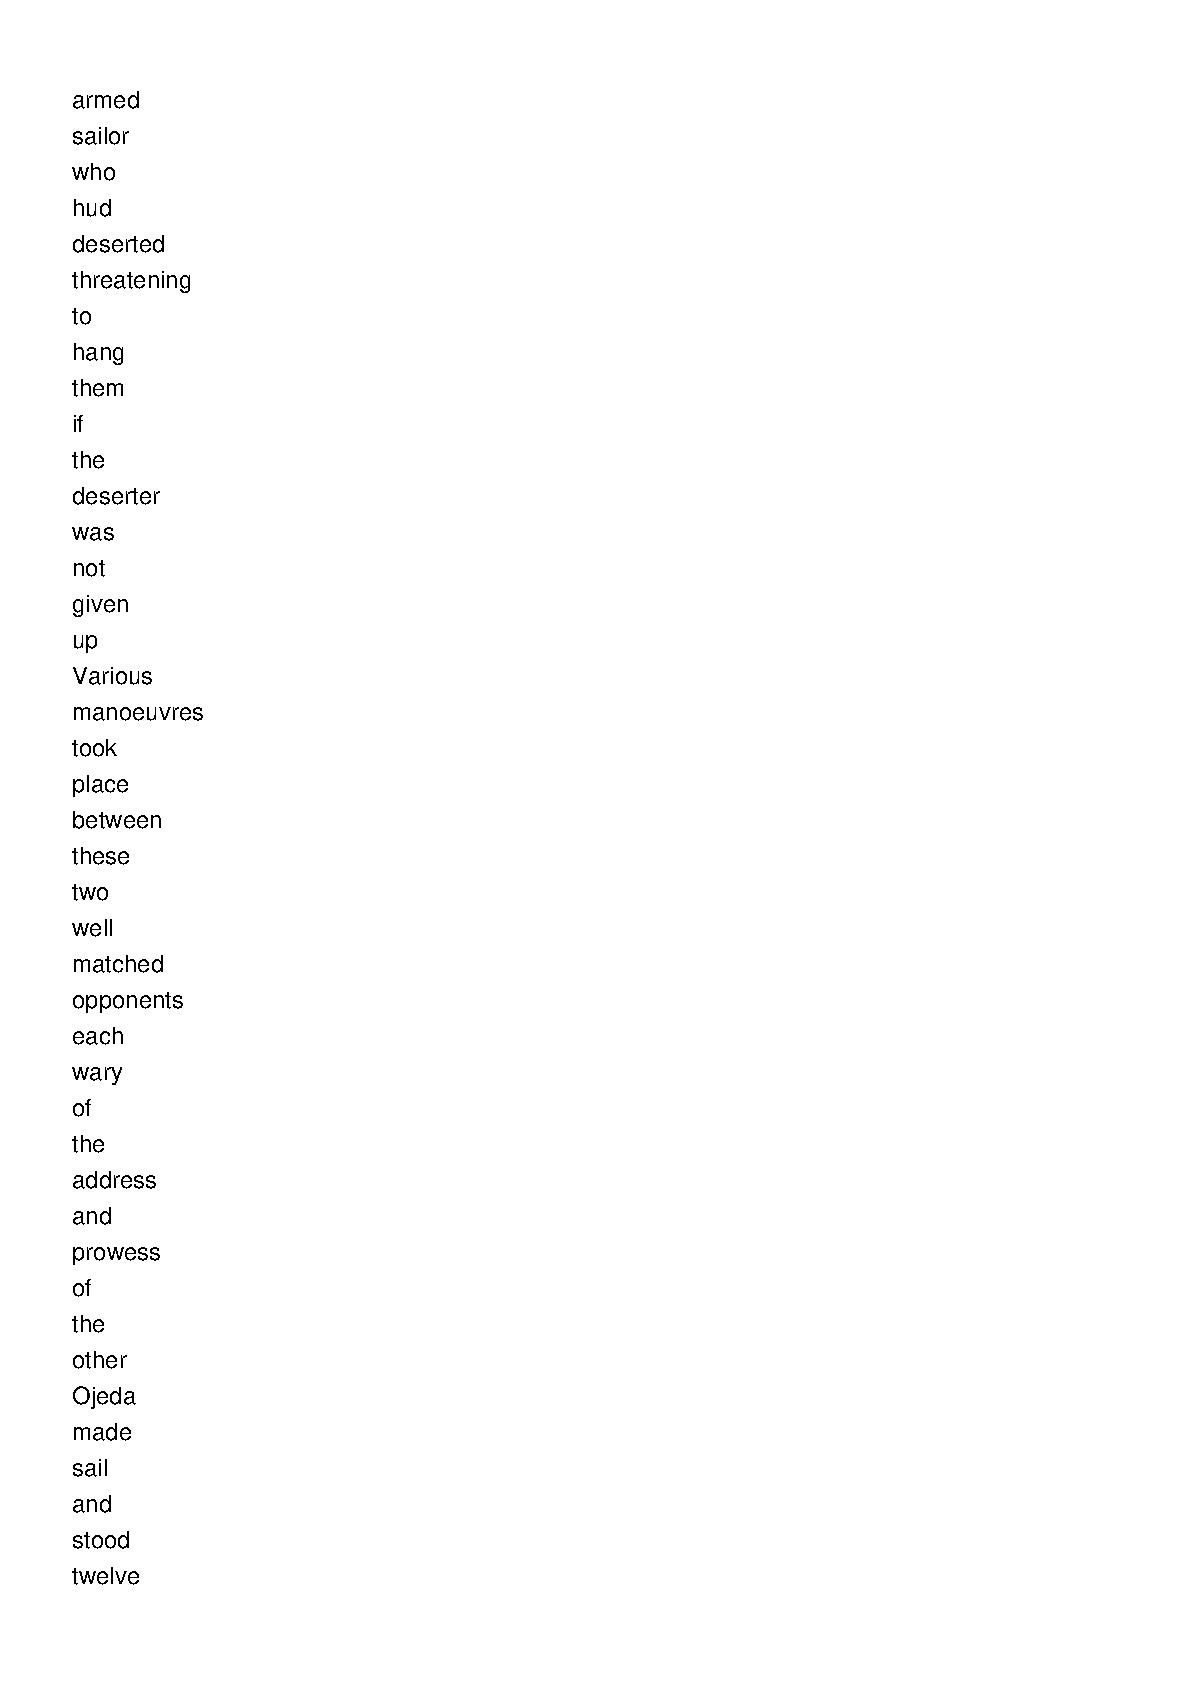 armed
sailor
who
hud
deserted
threatening
to
hang
them
if
the
deserter
was
not
given
up
Various
manoeuvres
took
place
between
these
two
well
matched
opponents
each
wary
of
the
address
and
prowess
of
the
other
Ojeda
made
sail
and
stood
twelve